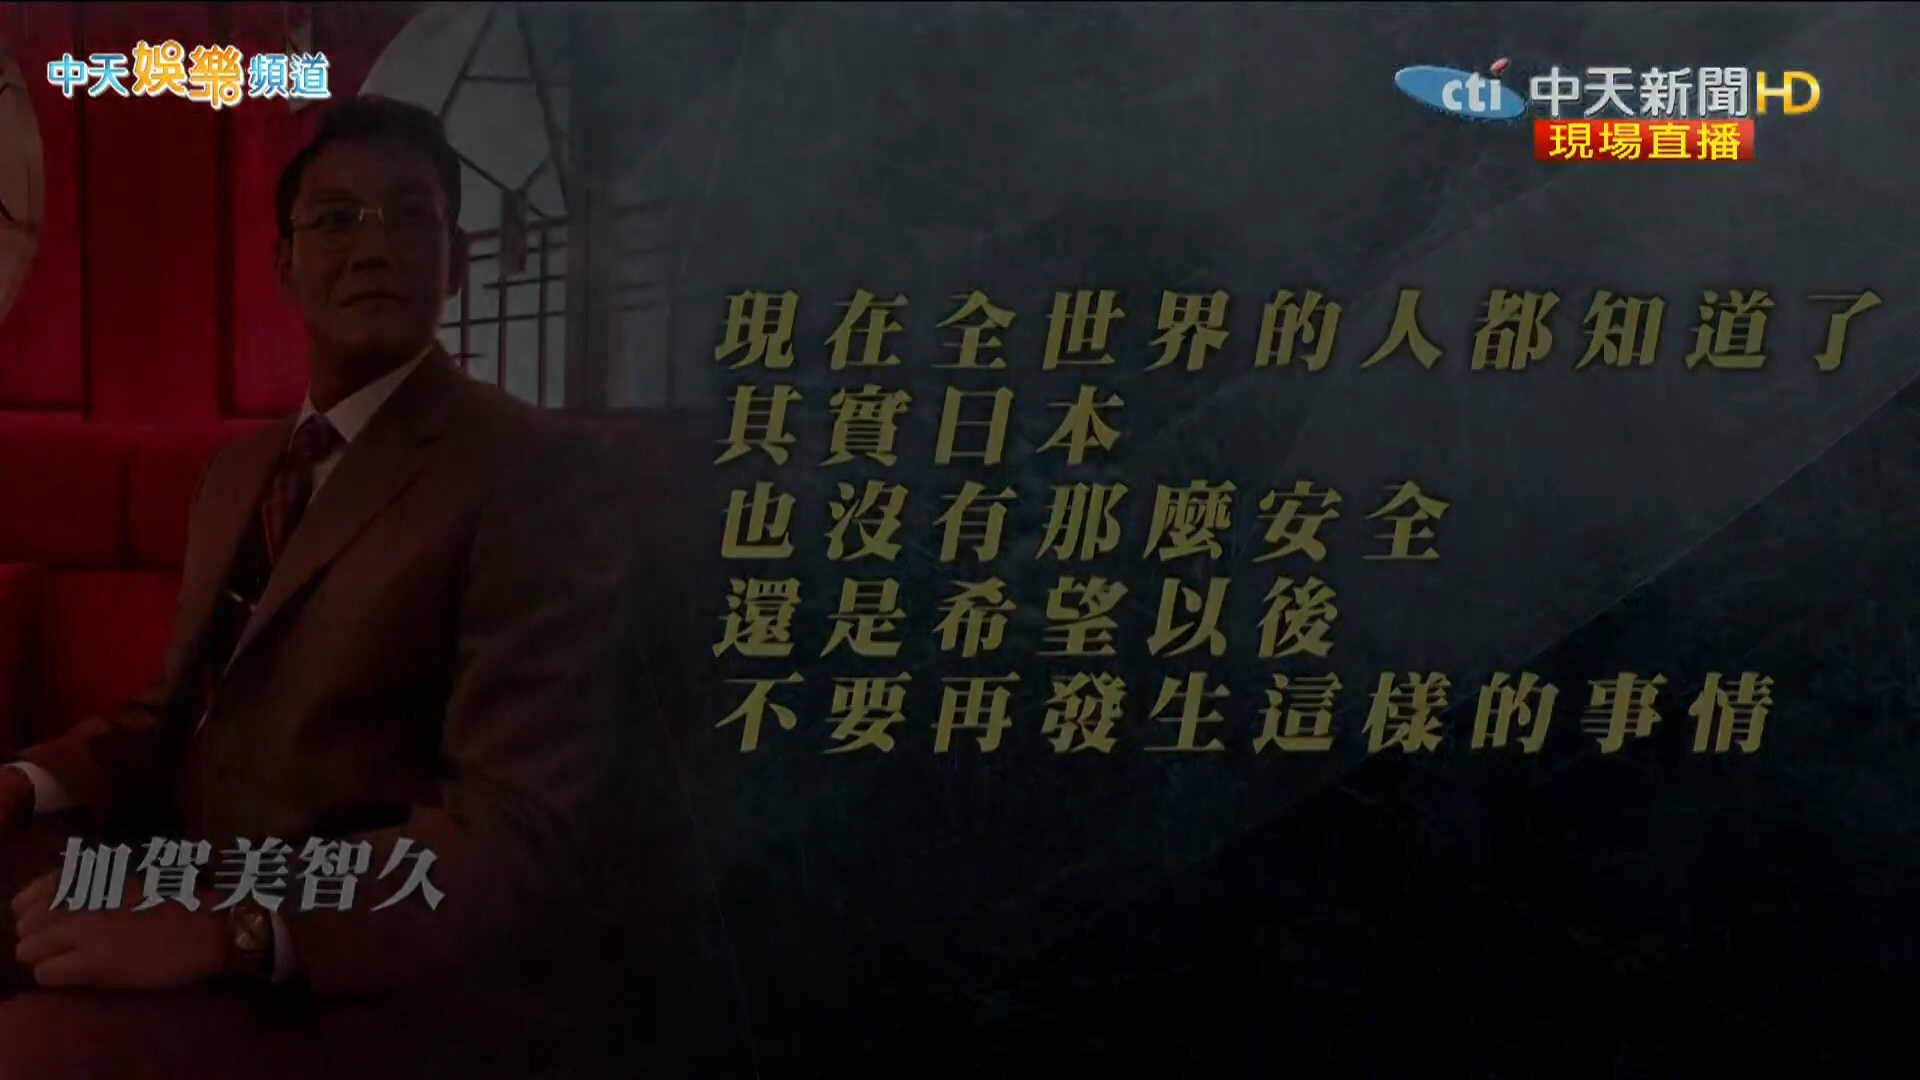 中天娛樂頻道
cti 中天新聞HD
現場直播
現在全世界的人都知道了
其實日本
也沒有那麼安全
還是希望以後
不要再發生這樣的事情
加賀美智久